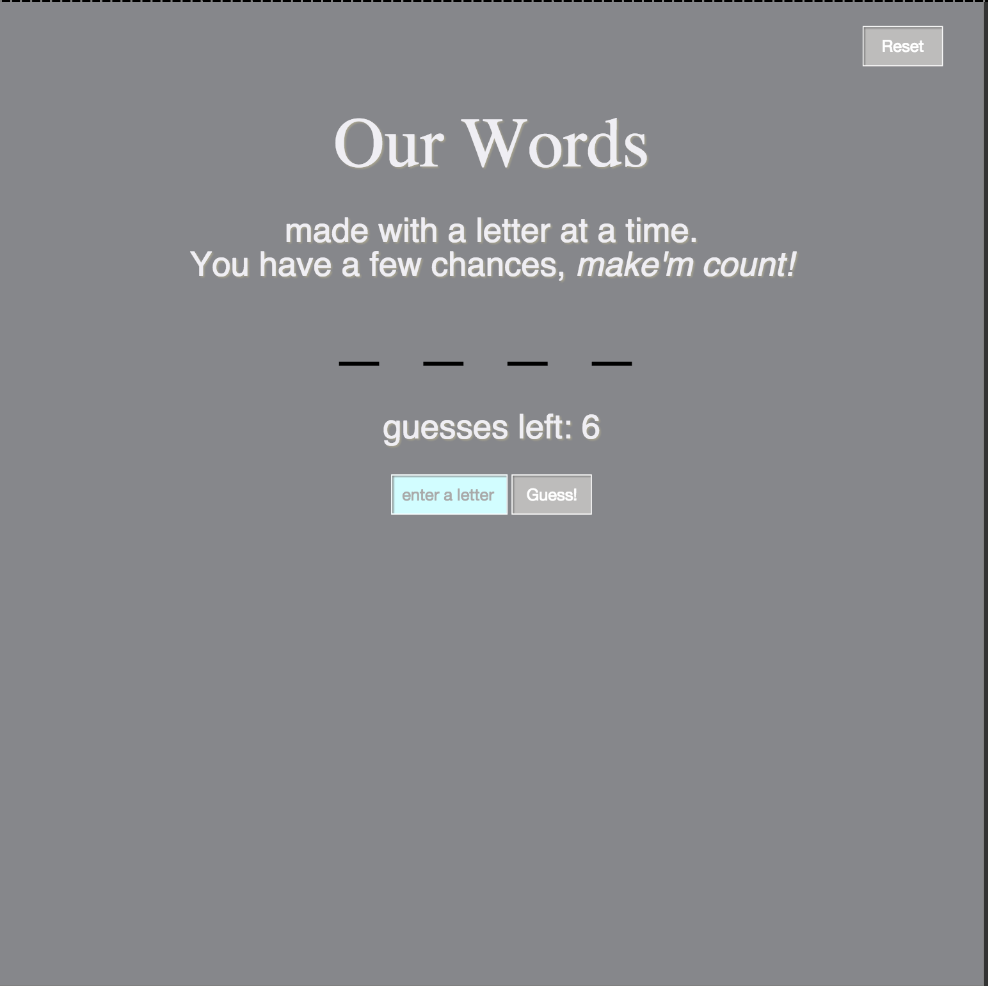 Reset
Our Words
made with a letter at a time.
You have a few chances, make'm count!
_ _ _ _
guesses left: 6
enter a letter Guess!